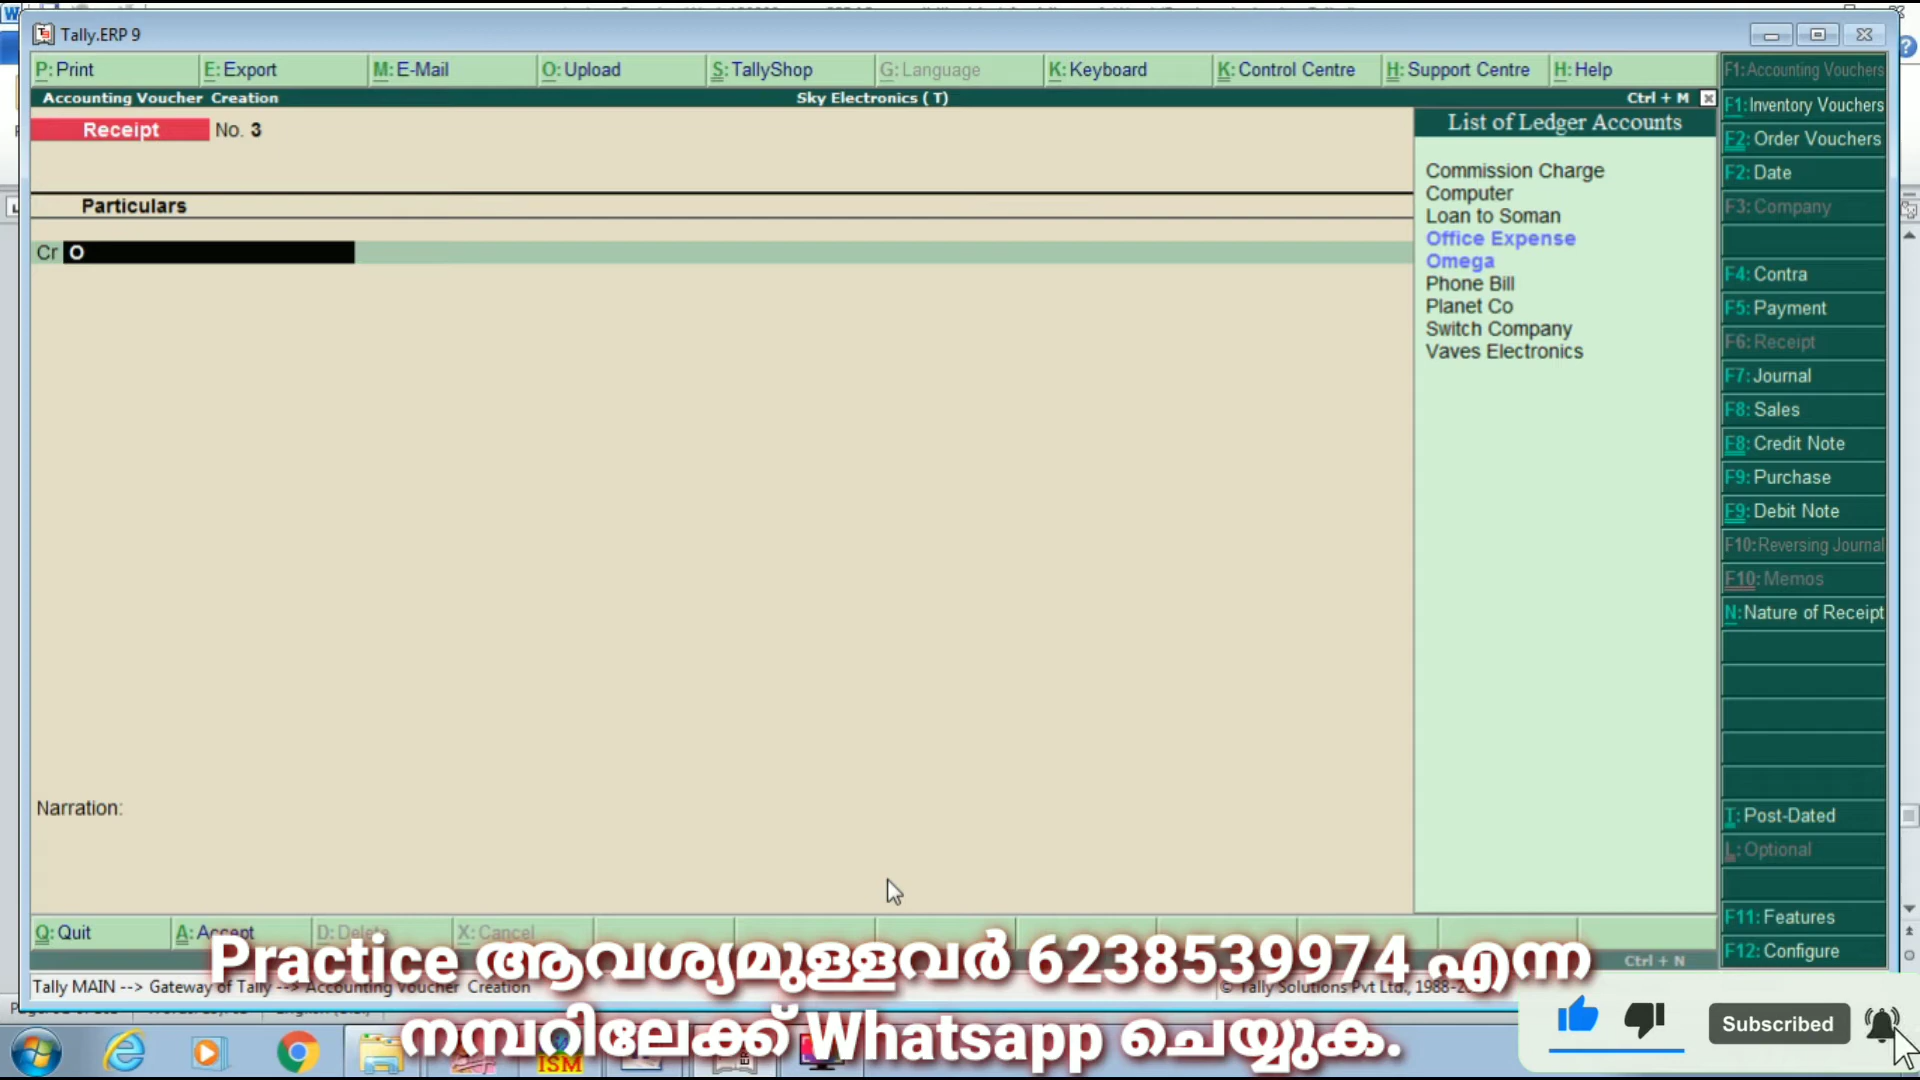 Tally.ERP 9
P: Print
E: Export
M: E-Mail
O: Upload
S: TallyShop
G: Language
K: Keyboard
K: Control Centre
H: Support Centre
H: Help
Accounting Voucher Creation
Sky Electronics ( T)
Ctrl + M
Receipt No. 3
Particulars
Cr O
Narration:
List of Ledger Accounts
Commission Charge
Computer
Loan to Soman
Office Expense
Omega
Phone Bill
Planet Co
Switch Company
Vaves Electronics
F1: Accounting Vouchers
F1: Inventory Vouchers
F2: Order Vouchers
F2: Date
F3: Company
F4: Contra
F5: Payment
F6: Receipt
F7: Journal
F8: Sales
F8: Credit Note
F9: Purchase
F9: Debit Note
F10: Reversing Journal
F10: Memos
N: Nature of Receipt
T: Post-Dated
L: Optional
F11: Features
F12: Configure
Q: Quit
A: Accept
D: Delete
X: Cancel
Ctrl + N
Practice ആവശ്യമുള്ളവർ 6238539974 എന്ന
Tally MAIN --> Gateway of Tally --> Accounting Voucher Creation
© Tally Solutions Pvt Ltd., 1988-
നമ്പറിലേക്ക് Whatsapp ചെയ്യുക.
ISM
Subscribed